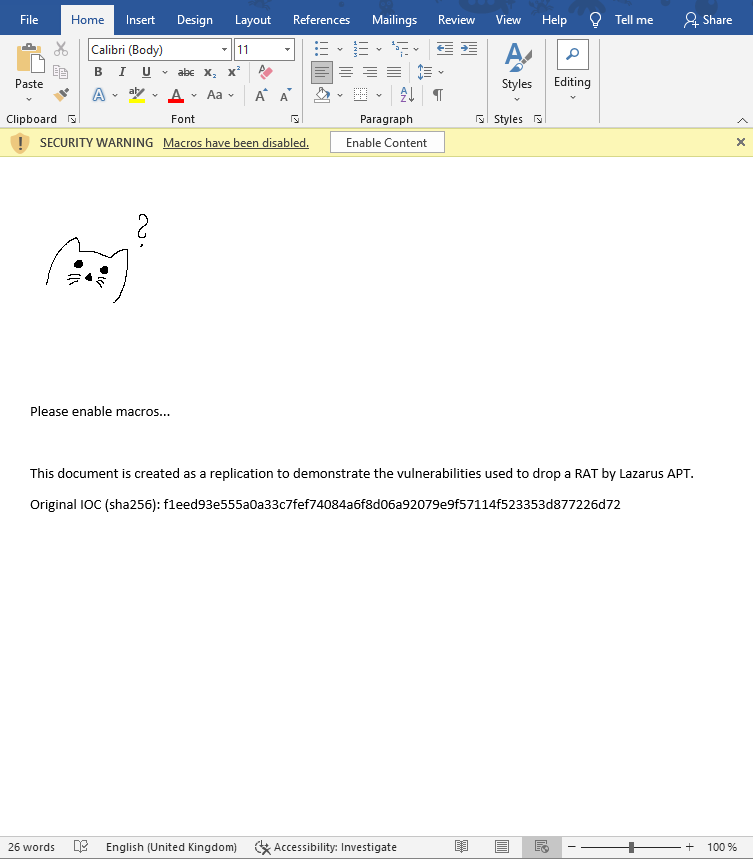 File Home Insert Design Layout References Mailings Review View Help Tell me Share
Calibri (Body) 11
B I U abc x₂ x²
Paste Styles Editing
A ab A Aa A A
Clipboard Font Paragraph Styles
! SECURITY WARNING Macros have been disabled. Enable Content
?
Please enable macros...
This document is created as a replication to demonstrate the vulnerabilities used to drop a RAT by Lazarus APT.
Original IOC (sha256): f1eed93e555a0a33c7fef74084a6f8d06a92079e9f57114f523353d877226d72
26 words English (United Kingdom) Accessibility: Investigate 100 %